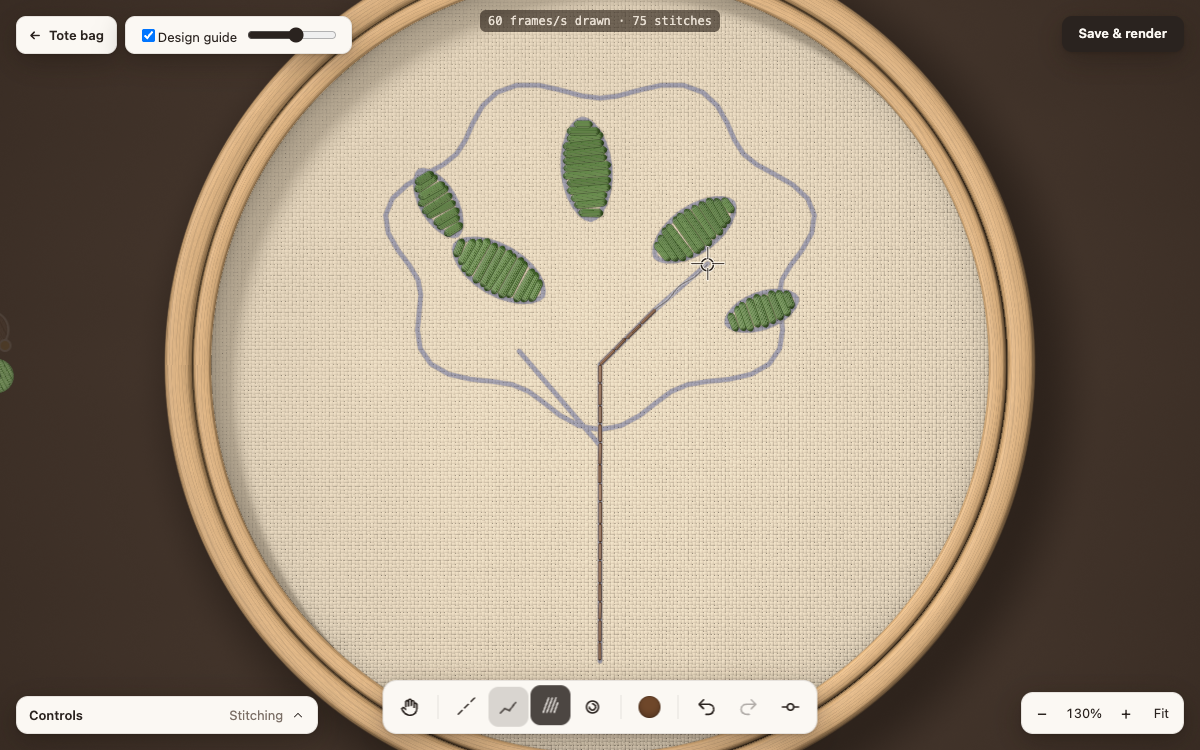 60 frames/s drawn · 75 stitches
← Tote bag
Design guide
Save & render
Controls
Stitching
− 130% + Fit